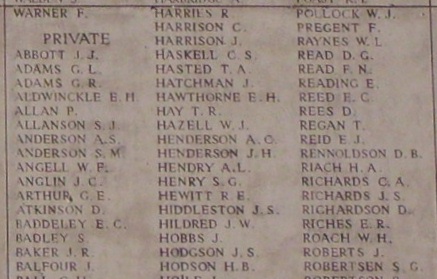 WARNER F.
PRIVATE
ABBOTT J. J.
ADAMS G. L.
ADAMS G. R.
ALDWINCKLE E. H.
ALLAN P.
ALLANSON S. J.
ANDERSON A. S.
ANDERSON S. M.
ANGELL W. F.
ANGLIN J. C.
ARTHUR, G. E.
ATKINSON D.
BADDELEY E. C.
BADLEY S.
BAKER J. R.
BALFOUR J.
HARRIES R.
HARRISON C.
HARRISON J.
HASKELL C. S.
HASTED T. A.
HATCHMAN J.
HAWTHORNE E. H.
HAY T. R.
HAZELL W. J.
HENDERSON A. O.
HENDERSON J. H.
HENDRY A. L.
HENRY S. G.
HEWITT R. E.
HIDDLESTON J. S.
HILDRED J. W.
HOBBS J.
HODGSON J. S.
HODSON H. B.
POLLOCK W. J.
PREGENT F.
RAYNES W. L.
READ D. G.
READ F. N.
READING E.
REED E. C.
REES D.
REGAN T.
REID E. J.
RENNOLDSON D. B.
RIACH H. A.
RICHARDS C. A.
RICHARDS J. S.
RICHARDSON D.
RICHES E. R.
ROACH W. H.
ROBERTS J.
ROBERTSEN S. G.